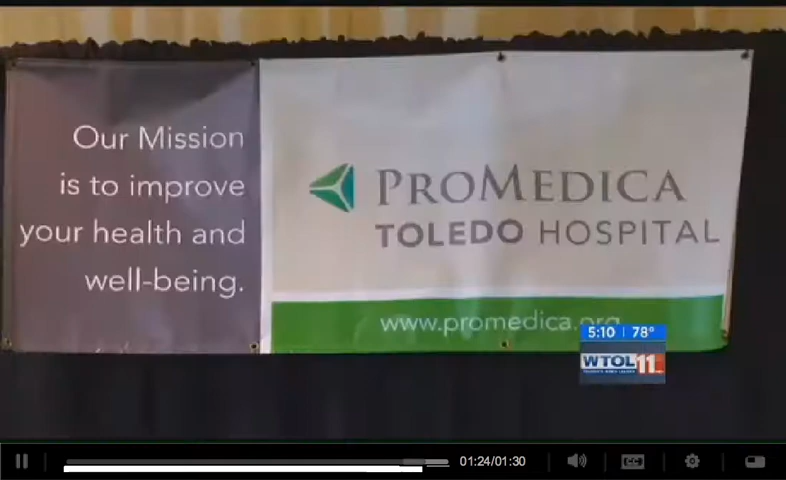 Our Mission
is to improve
your health and
well-being.
PROMEDICA
TOLEDO HOSPITAL
www.promedica.org
5:10 78°
WTOL 11
01:24/01:30
CC